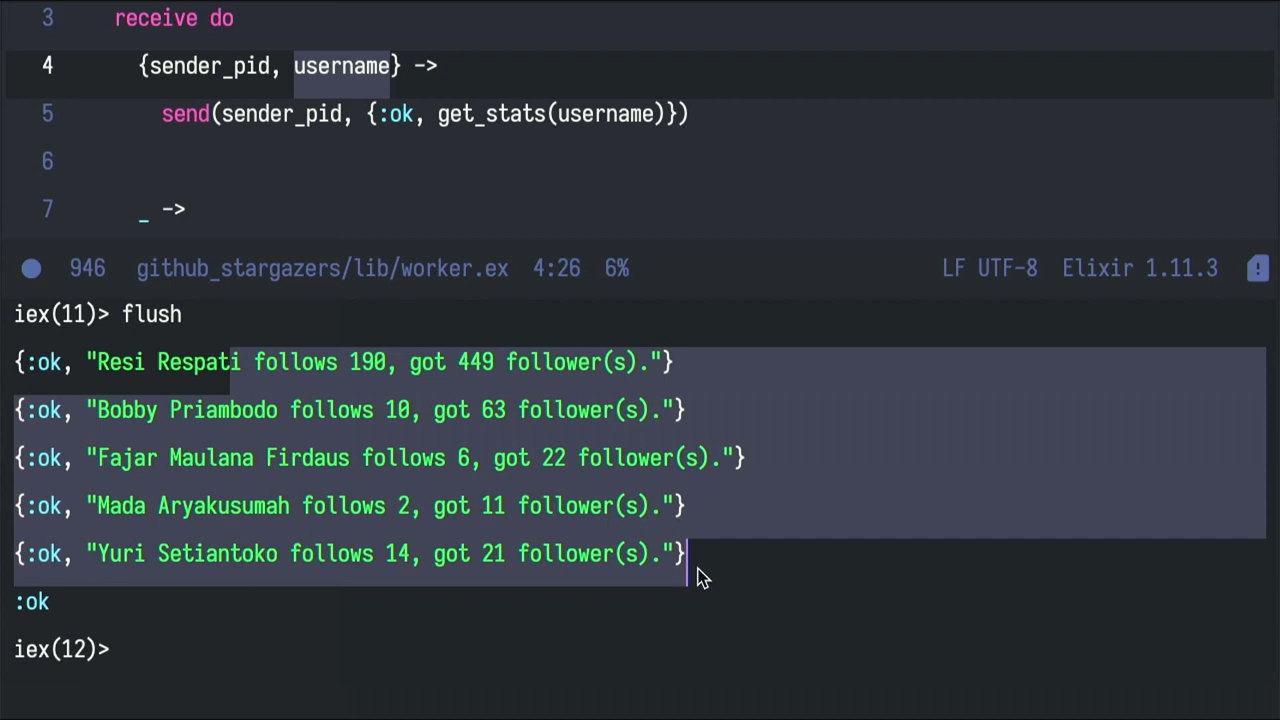 3 receive do
4 {sender_pid, username} ->
5 send(sender_pid, {:ok, get_stats(username)})
6
7 _ ->
946 github_stargazers/lib/worker.ex 4:26 6% LF UTF-8 Elixir 1.11.3 !
iex(11)> flush
{:ok, "Resi Respati follows 190, got 449 follower(s)."}
{:ok, "Bobby Priambodo follows 10, got 63 follower(s)."}
{:ok, "Fajar Maulana Firdaus follows 6, got 22 follower(s)."}
{:ok, "Mada Aryakusumah follows 2, got 11 follower(s)."}
{:ok, "Yuri Setiantoko follows 14, got 21 follower(s)."}
:ok
iex(12)>